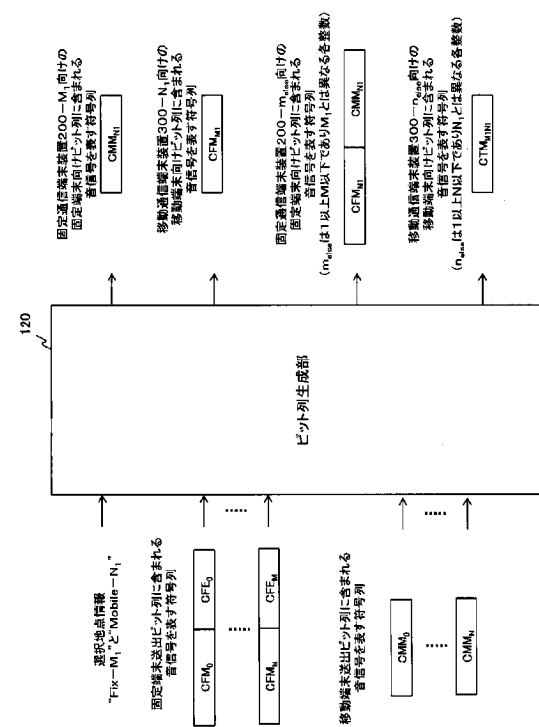 120
選択地点情報
"Fix－M₁"と"Mobile－N₁"
固定端末送出ビット列に含まれる
音信号を表す符号列
CFM₀ CFE₀
CFM_N CFE_M
移動端末送出ビット列に含まれる
音信号を表す符号列
CMM₀
CMM_N
ビット列生成部
固定通信端末装置200－M₁向けの
固定端末向けビット列に含まれる
音信号を表す符号列
CMM_N1
移動通信端末装置300－N₁向けの
移動端末向けビット列に含まれる
音信号を表す符号列
CFM_M1
固定通信端末装置200－m_else向けの
固定端末向けビット列に含まれる
音信号を表す符号列
(m_elseは1以上M以下でありM₁とは異なる各整数)
CFM_N1 CMM_N1
移動通信端末装置300－n_else向けの
移動端末向けビット列に含まれる
音信号を表す符号列
(n_elseは1以上N以下でありN₁とは異なる各整数)
CTM_M1N1